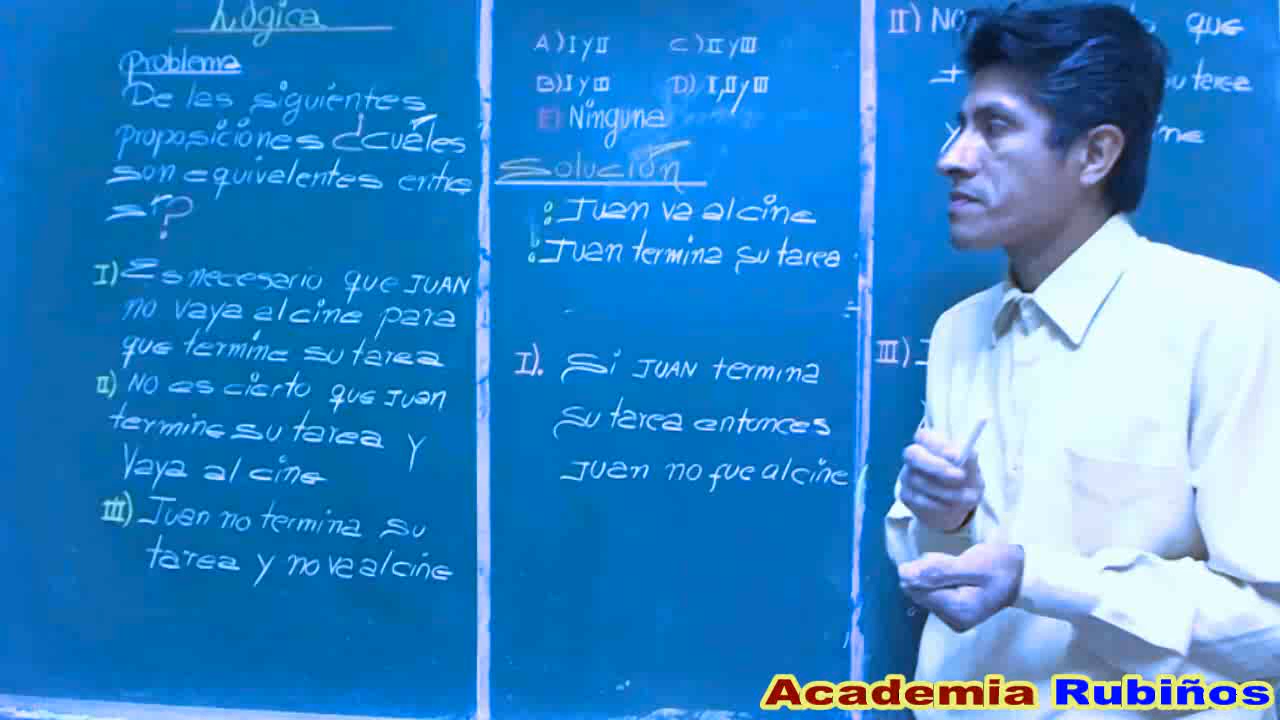 Lógica
Problema
De las siguientes
proposiciones ¿cuáles
son equivalentes entre
sí?
I) Es necesario que JUAN
no vaya al cine para
que termine su tarea
II) No es cierto que Juan
termine su tarea y
Vaya al cine
III) Juan no termina su
tarea y no va al cine
A) I y II C) II y III
B) I y III D) I, II y III
E) Ninguna
Solución
: Juan va al cine
: Juan termina su tarea
I). Si JUAN termina
su tarea entonces
Juan no fue al cine
II) NO que
su tarea
y
III)
Academia Rubiños